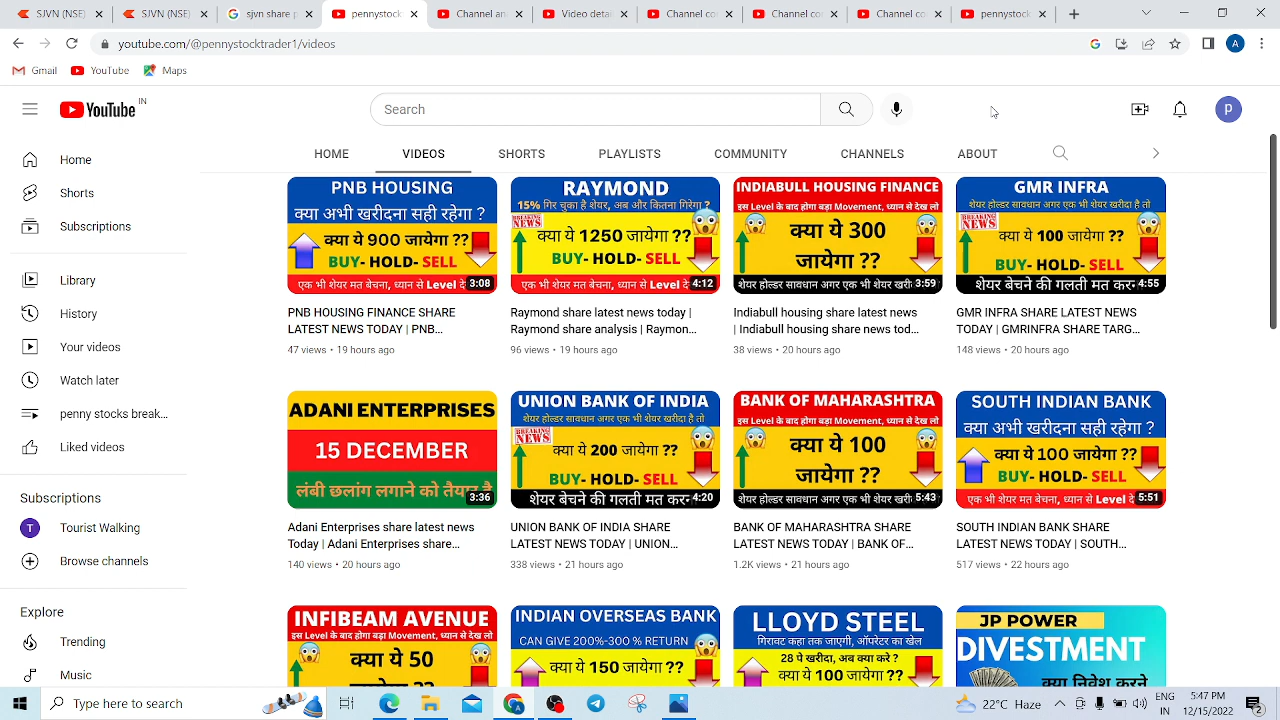 SJVN (NSE)
SJVN (NSE
sjvn share p
pennystock
Channel an
Video detai
Channel co
Channel co
Channel co
pennystock
youtube.com/@pennystocktrader1/videos
A
Gmail
YouTube
Maps
YouTube IN
Search
P
HOME
VIDEOS
SHORTS
PLAYLISTS
COMMUNITY
CHANNELS
ABOUT
Home
Shorts
Subscriptions
Library
History
Your videos
Watch later
penny stocks break...
Liked videos
Subscriptions
T
Tourist Walking
Browse channels
Explore
Trending
Music
PNB HOUSING
क्या अभी खरीदना सही रहेगा ?
क्या ये 900 जायेगा ??
BUY- HOLD- SELL
एक भी शेयर मत बेचना, ध्यान से Level दे
3:08
PNB HOUSING FINANCE SHARE
LATEST NEWS TODAY | PNB...
47 views • 19 hours ago
RAYMOND
15% गिर चुका है शेयर, अब और कितना गिरेगा ?
BREAKING
NEWS
क्या ये 1250 जायेगा ??
BUY- HOLD- SELL
एक भी शेयर मत बेचना, ध्यान से Level दे
4:12
Raymond share latest news today |
Raymond share analysis | Raymon...
96 views • 19 hours ago
INDIABULL HOUSING FINANCE
इस Level के बाद होगा बड़ा Movement, ध्यान से देख लो
क्या ये 300
जायेगा ??
शेयर होल्डर सावधान अगर एक भी शेयर खरी
3:59
Indiabull housing share latest news
| Indiabull housing share news tod...
38 views • 20 hours ago
GMR INFRA
शेयर होल्डर सावधान अगर एक भी शेयर खरीदा है तो
BREAKING
NEWS
क्या ये 100 जायेगा ??
BUY- HOLD- SELL
शेयर बेचने की गलती मत कर
4:55
GMR INFRA SHARE LATEST NEWS
TODAY | GMRINFRA SHARE TARG...
148 views • 20 hours ago
ADANI ENTERPRISES
15 DECEMBER
लंबी छलांग लगाने को तैयार है
3:36
Adani Enterprises share latest news
Today | Adani Enterprises share...
140 views • 20 hours ago
UNION BANK OF INDIA
शेयर होल्डर सावधान अगर एक भी शेयर खरीदा है तो
BREAKING
NEWS
क्या ये 200 जायेगा ??
BUY- HOLD- SELL
शेयर बेचने की गलती मत कर
4:20
UNION BANK OF INDIA SHARE
LATEST NEWS TODAY | UNION...
338 views • 21 hours ago
BANK OF MAHARASHTRA
इस Level के बाद होगा बड़ा Movement, ध्यान से देख लो
क्या ये 100
जायेगा ??
शेयर होल्डर सावधान अगर एक भी शेयर खरी
5:43
BANK OF MAHARASHTRA SHARE
LATEST NEWS TODAY | BANK OF...
1.2K views • 21 hours ago
SOUTH INDIAN BANK
क्या अभी खरीदना सही रहेगा ?
क्या ये 100 जायेगा ??
BUY- HOLD- SELL
एक भी शेयर मत बेचना, ध्यान से Level दे
5:51
SOUTH INDIAN BANK SHARE
LATEST NEWS TODAY | SOUTH...
517 views • 22 hours ago
INFIBEAM AVENUE
इस Level के बाद होगा बड़ा Movement, ध्यान से देख लो
क्या ये 50
INDIAN OVERSEAS BANK
CAN GIVE 200%-300 % RETURN
क्या ये 150 जायेगा ??
LLOYD STEEL
गिरावट कहा तक जाएगी, ऑपरेटर का खेल
28 पे खरीदा, अब क्या करे ?
क्या ये 100 जायेगा ??
JP POWER
DIVESTMENT
क्या निवेश करने
Type here to search
22°C Haze
ENG
IN
5:47 PM
12/15/2022
2